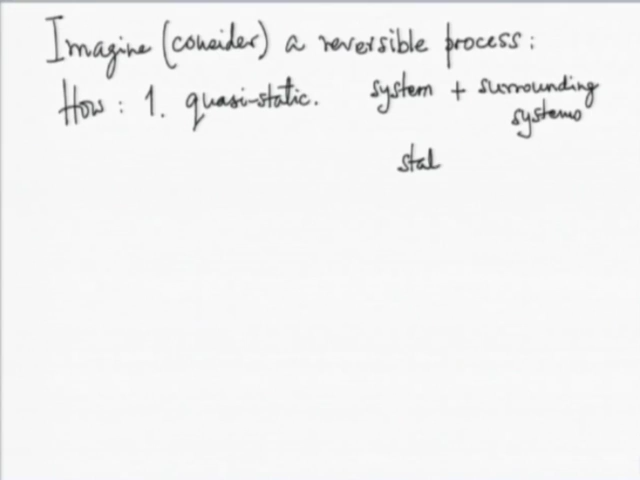 Imagine (consider) a reversible process:
How: 1. quasi-static. system + surrounding
systems
stal